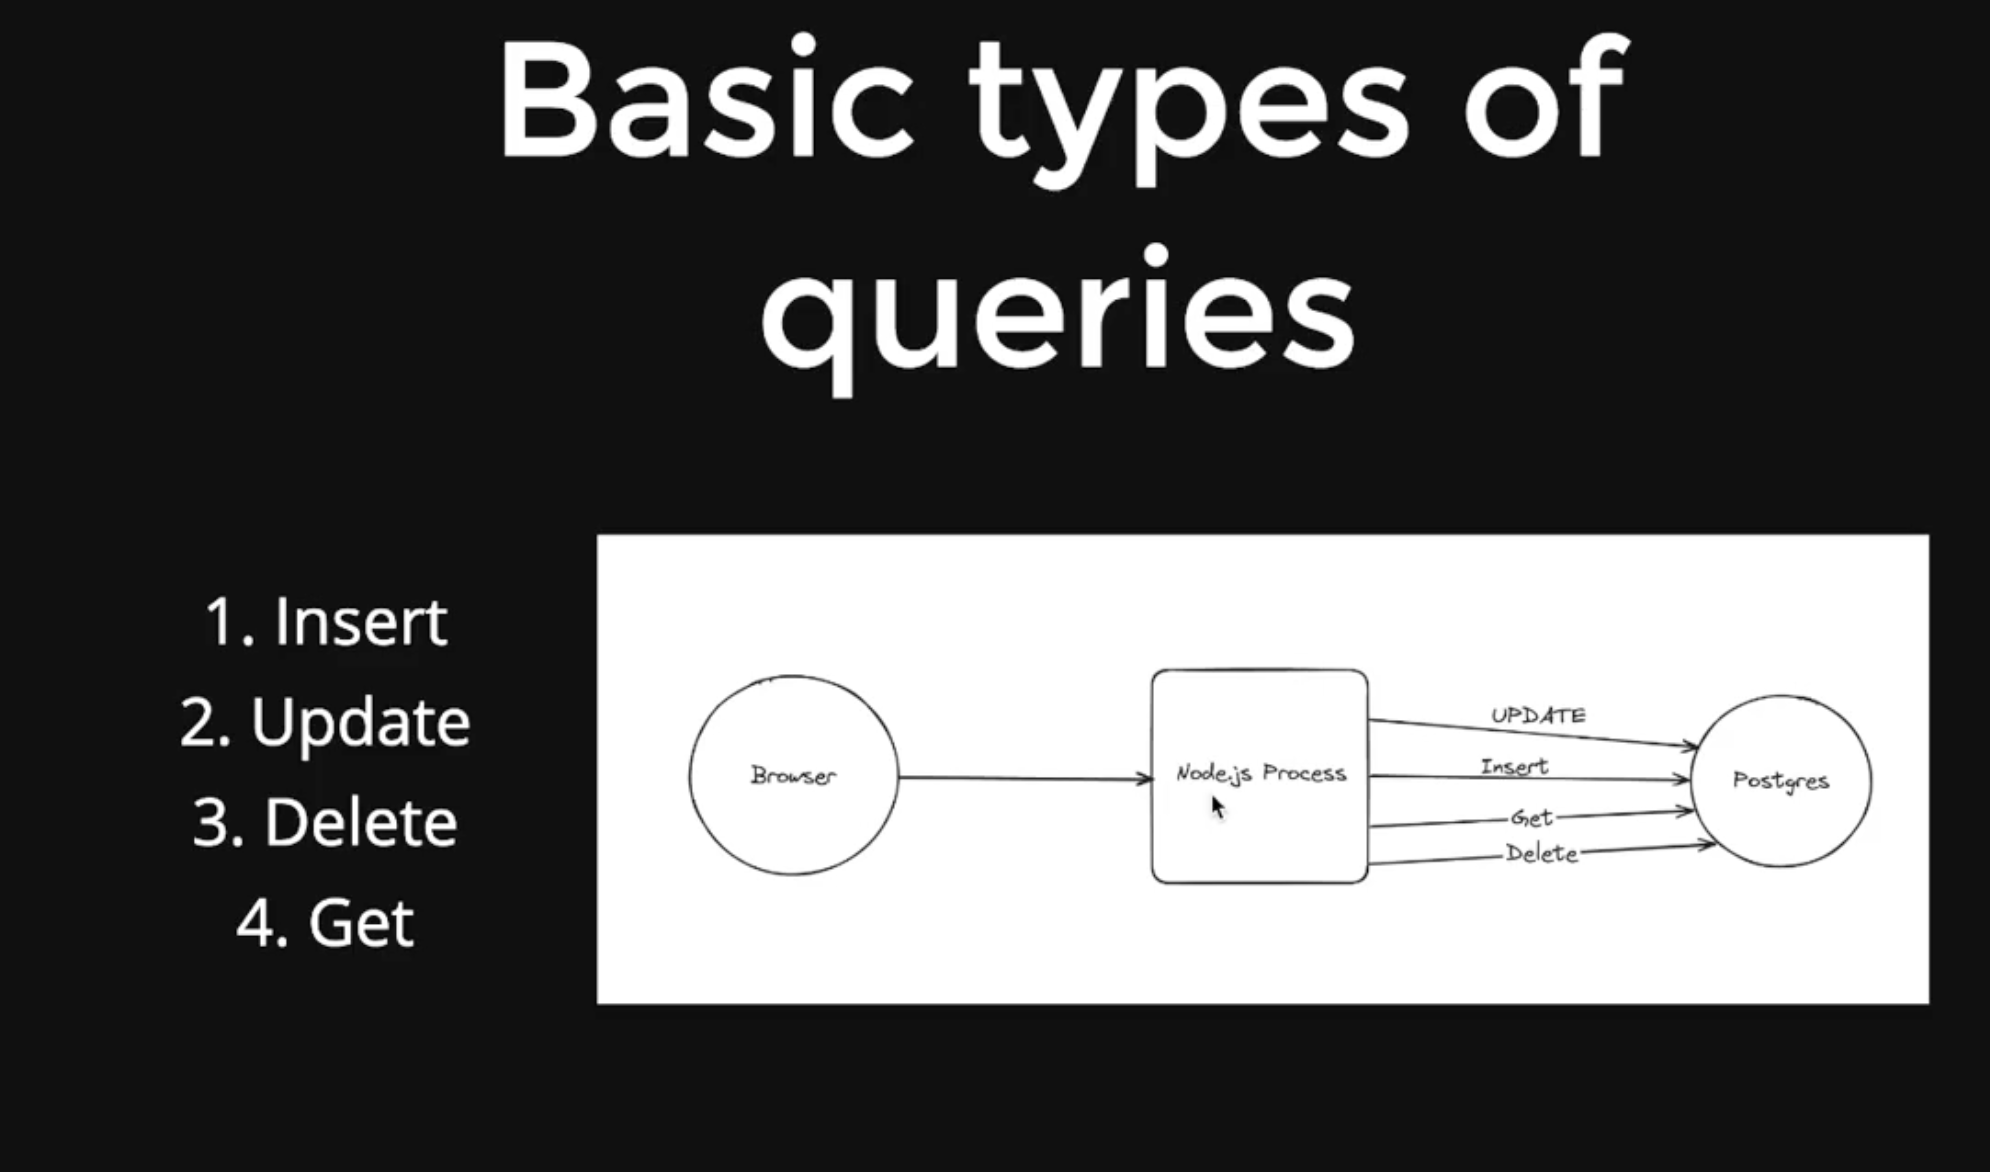 Basic types of
queries
1. Insert
2. Update
3. Delete
4. Get
Browser
Node.js Process
UPDATE
Insert
Get
Delete
Postgres